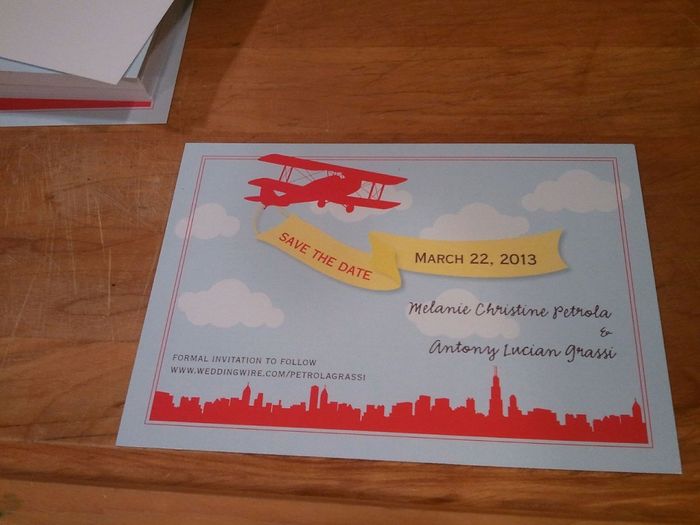 SAVE THE DATE
MARCH 22, 2013
Melanie Christine Petrola
&
Antony Lucian Grassi
FORMAL INVITATION TO FOLLOW
WWW.WEDDINGWIRE.COM/PETROLAGRASSI